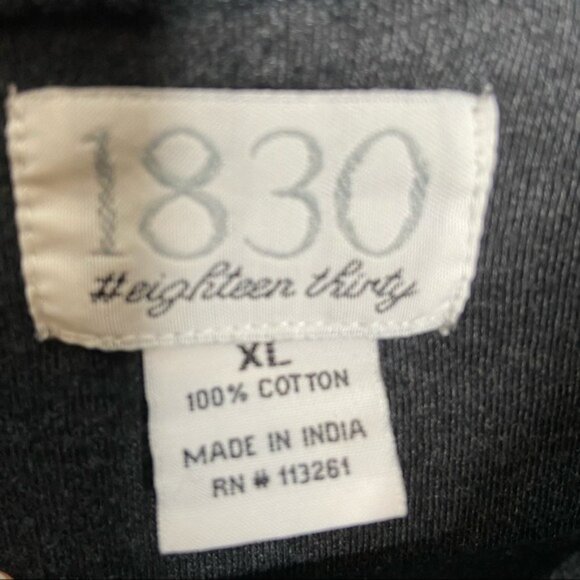 1830
#eighteen thirty
XL
100% COTTON
MADE IN INDIA
RN # 113261